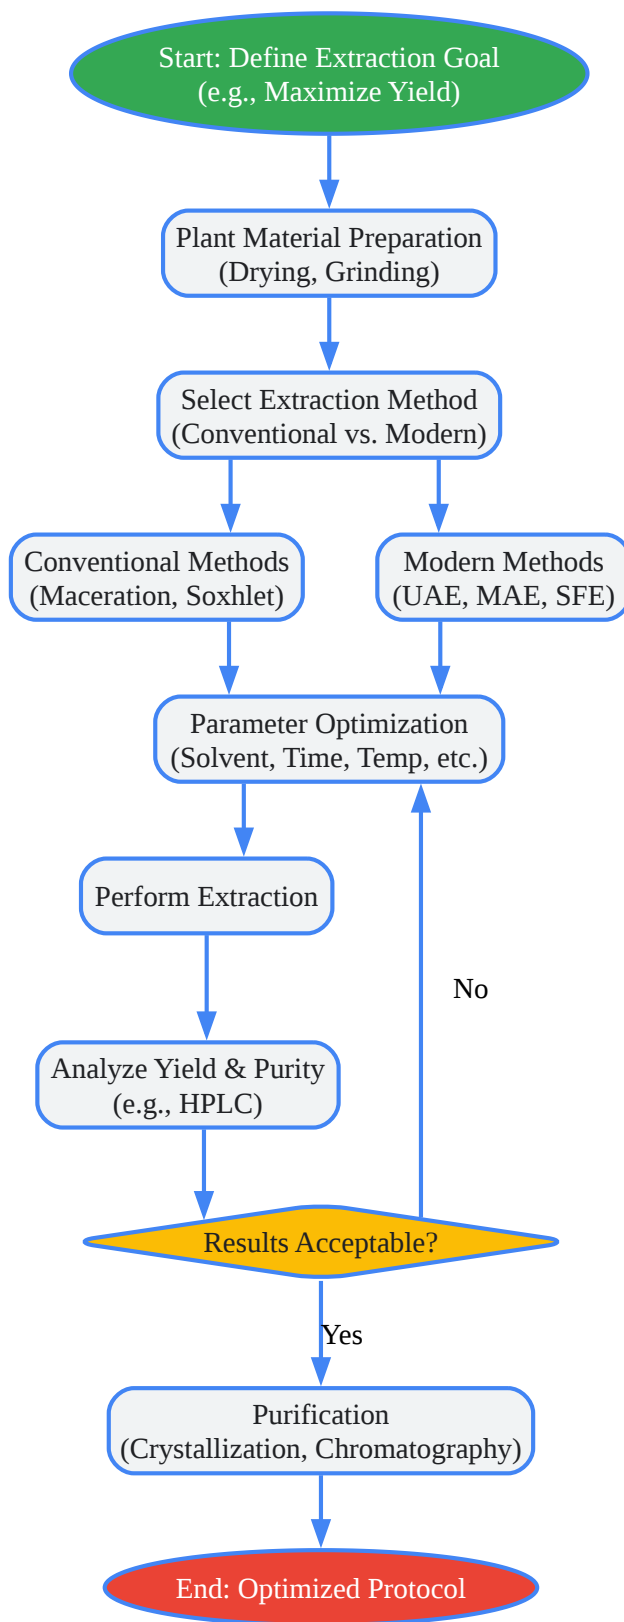 Start: Define Extraction Goal
(e.g., Maximize Yield)
Plant Material Preparation
(Drying, Grinding)
Select Extraction Method
(Conventional vs. Modern)
Conventional Methods
(Maceration, Soxhlet)
Modern Methods
(UAE, MAE, SFE)
Parameter Optimization
(Solvent, Time, Temp, etc.)
Perform Extraction
No
Analyze Yield & Purity
(e.g., HPLC)
Results Acceptable?
Yes
Purification
(Crystallization, Chromatography)
End: Optimized Protocol